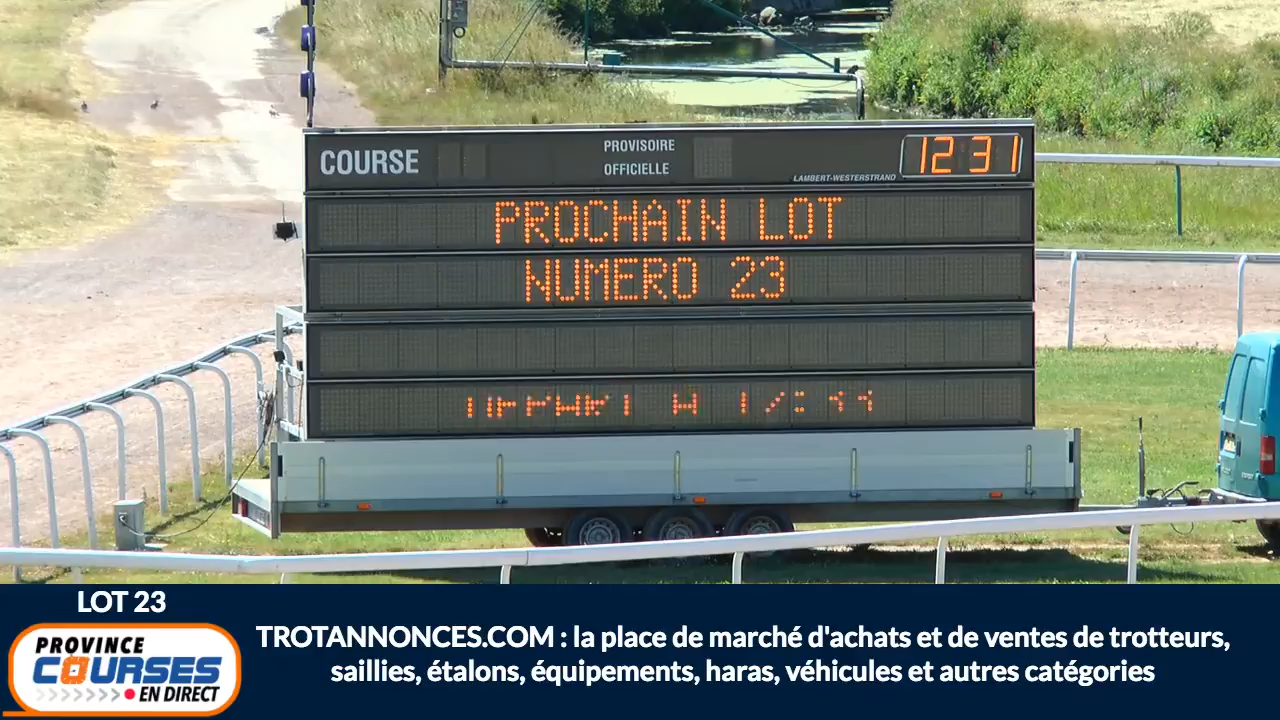 COURSE
PROVISOIRE
OFFICIELLE
LAMBERT-WESTERSTRAND
12 31
PROCHAIN LOT
NUMERO 23
LOT 23
PROVINCE
COURSES
EN DIRECT
TROTANNONCES.COM : la place de marché d'achats et de ventes de trotteurs,
saillies, étalons, équipements, haras, véhicules et autres catégories